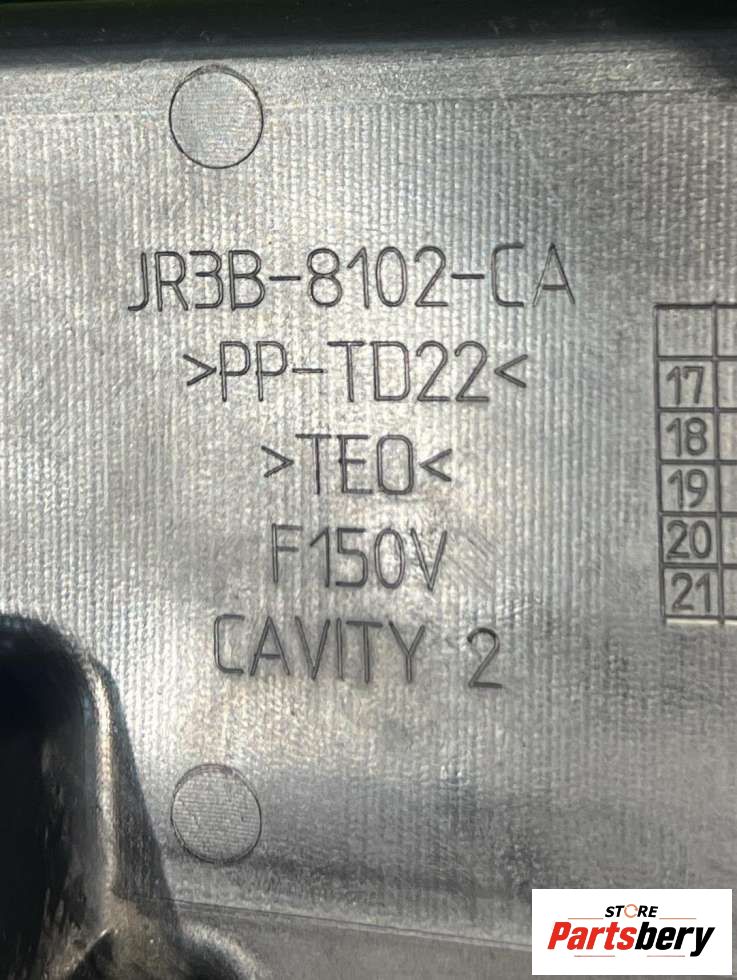 JR3B-8102-CA
>PP-TD22<
>TEO<
F150V
CAVITY 2
17
18
19
20
21
STORE
Partsbery